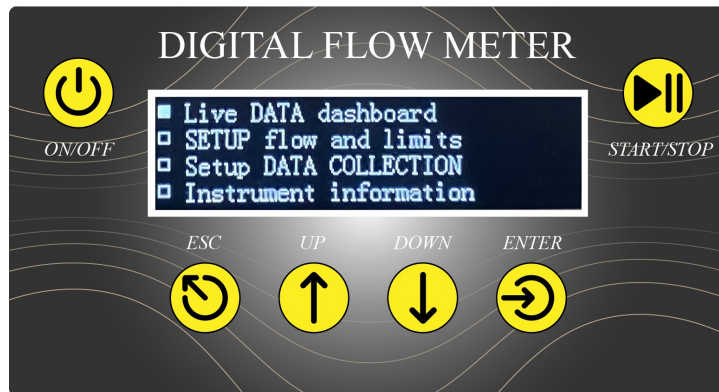 DIGITAL FLOW METER
ON/OFF
Live DATA dashboard
SETUP flow and limits
Setup DATA COLLECTION
Instrument information
START/STOP
ESC
UP
DOWN
ENTER